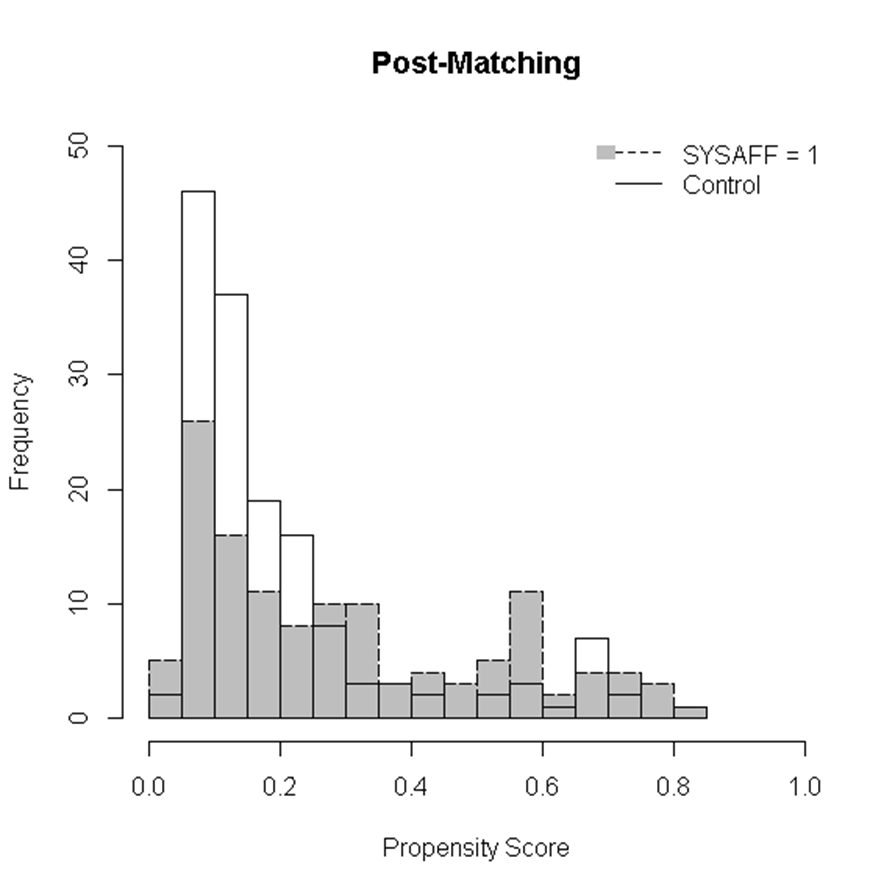 Post-Matching
SYSAFF = 1
Control
50
40
30
20
10
0
Frequency
0.0 0.2 0.4 0.6 0.8 1.0
Propensity Score